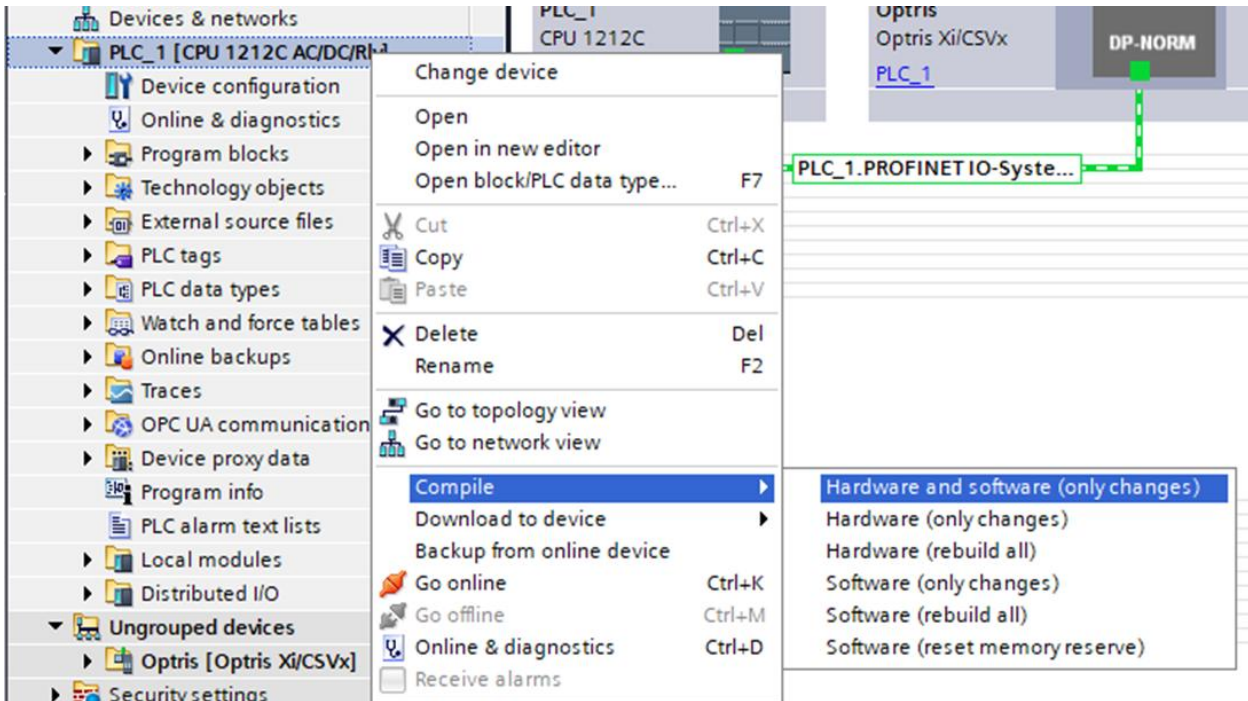 Devices & networks
PLC_1 [CPU 1212C AC/DC/Rly]
Device configuration
Online & diagnostics
Program blocks
Technology objects
External source files
PLC tags
PLC data types
Watch and force tables
Online backups
Traces
OPC UA communication
Device proxy data
Program info
PLC alarm text lists
Local modules
Distributed I/O
Ungrouped devices
Optris [Optris Xi/CSVx]
Security settings
PLC_1
CPU 1212C
Optris
Optris Xi/CSVx
DP-NORM
PLC_1
PLC_1.PROFINET IO-Syste...
Change device
Open
Open in new editor
Open block/PLC data type... F7
Cut Ctrl+X
Copy Ctrl+C
Paste Ctrl+V
Delete Del
Rename F2
Go to topology view
Go to network view
Compile
Download to device
Backup from online device
Go online Ctrl+K
Go offline Ctrl+M
Online & diagnostics Ctrl+D
Receive alarms
Hardware and software (only changes)
Hardware (only changes)
Hardware (rebuild all)
Software (only changes)
Software (rebuild all)
Software (reset memory reserve)